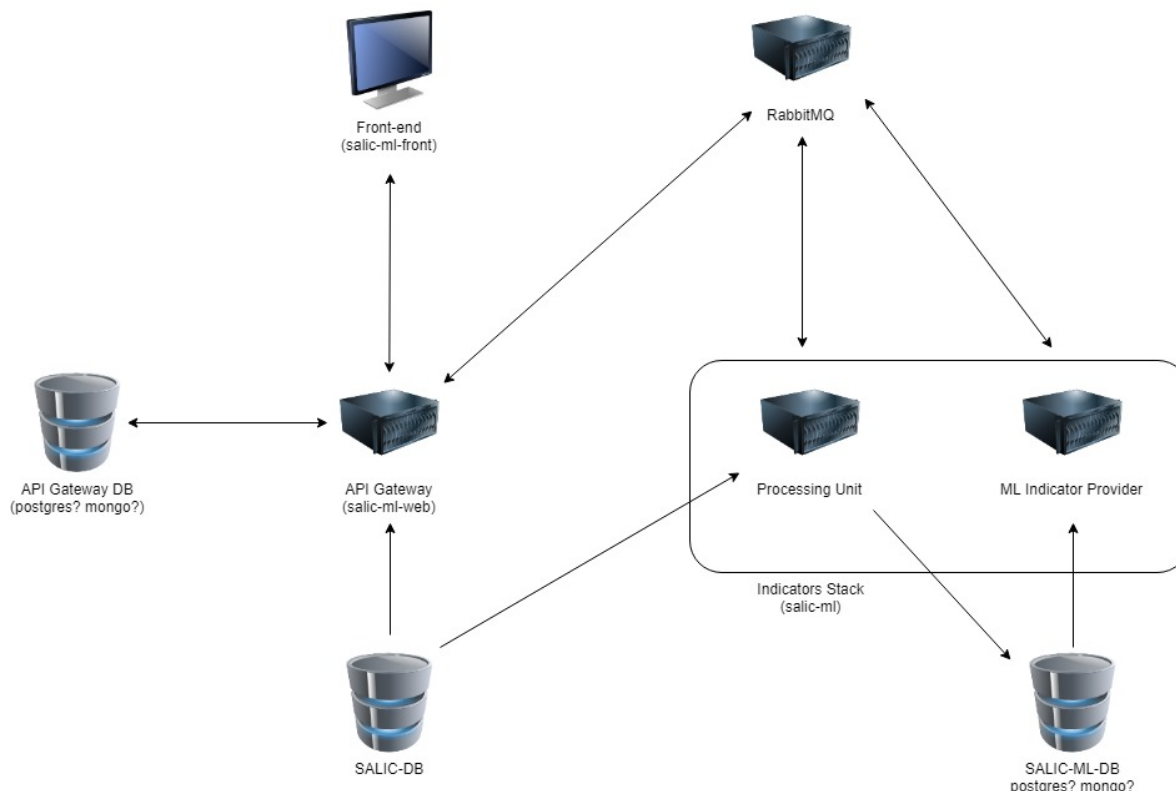 RabbitMQ
Front-end
(salic-ml-front)
API Gateway DB
(postgres? mongo?)
API Gateway
(salic-ml-web)
Processing Unit
ML Indicator Provider
Indicators Stack
(salic-ml)
SALIC-DB
SALIC-ML-DB
postgres? mongo?